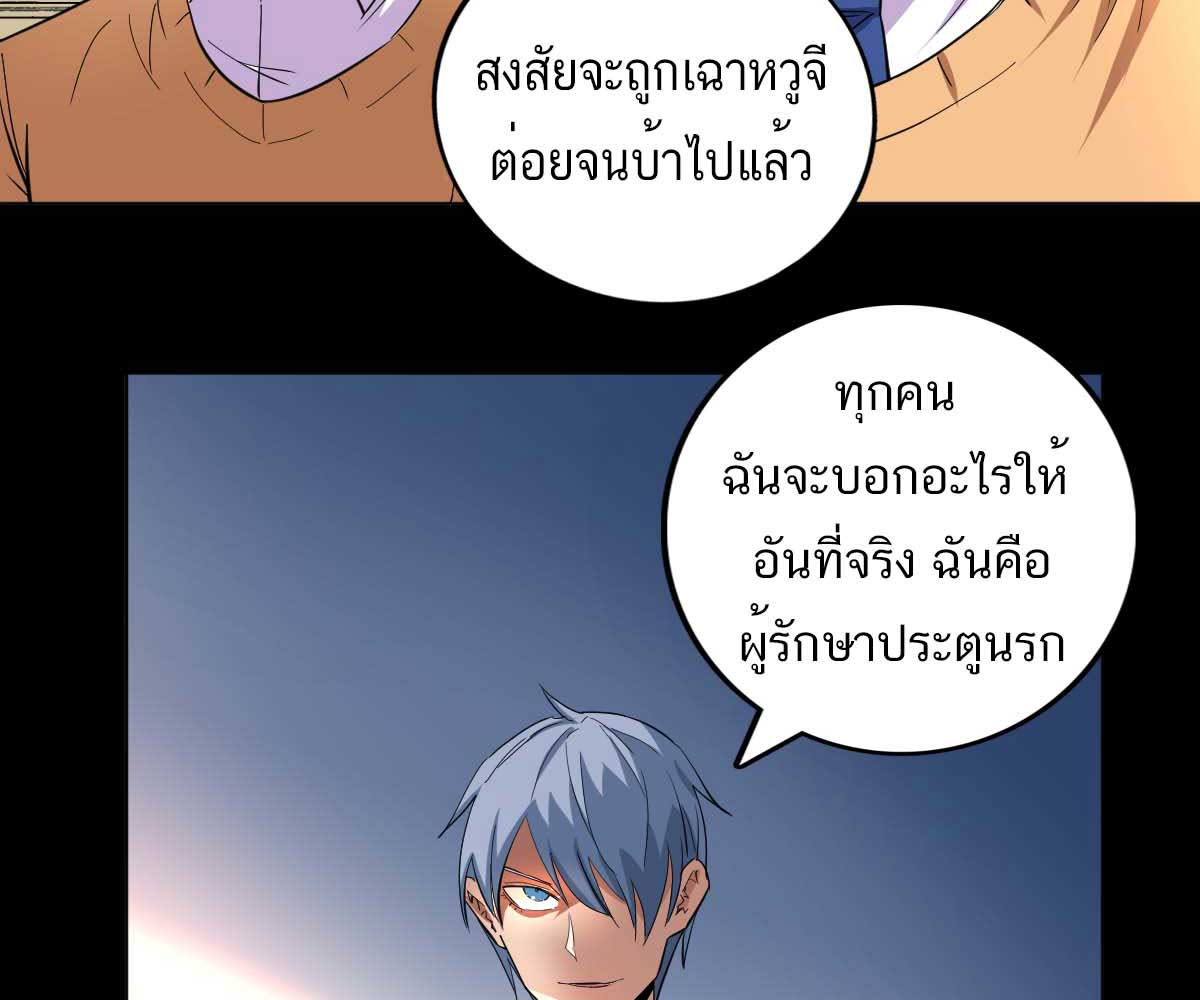 สงสัยจะถูกเฉาหวูจี
ต่อยจนบ้าไปแล้ว
ทุกคน
ฉันจะบอกอะไรให้
อันที่จริง ฉันคือ
ผู้รักษาประตูนรก